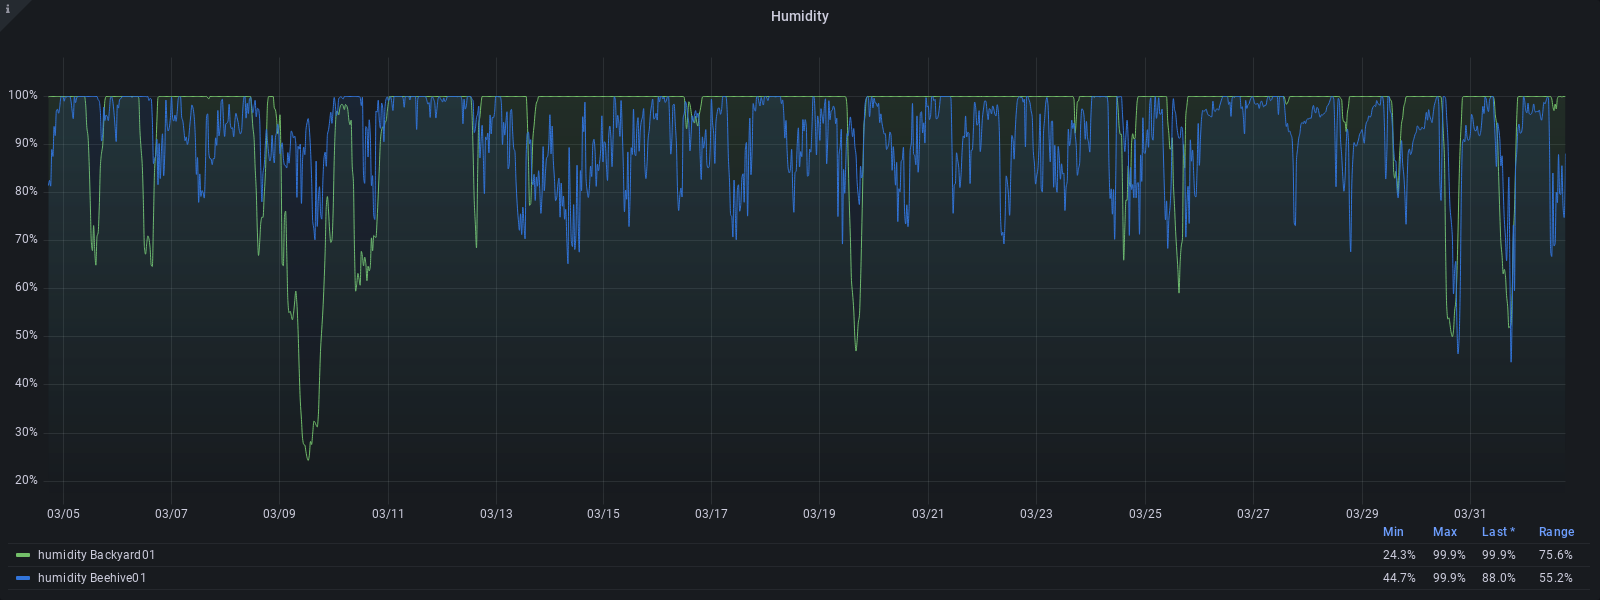 i
Humidity
100%
90%
80%
70%
60%
50%
40%
30%
20%
03/05 03/07 03/09 03/11 03/13 03/15 03/17 03/19 03/21 03/23 03/25 03/27 03/29 03/31
Min Max Last * Range
humidity Backyard01 24.3% 99.9% 99.9% 75.6%
humidity Beehive01 44.7% 99.9% 88.0% 55.2%